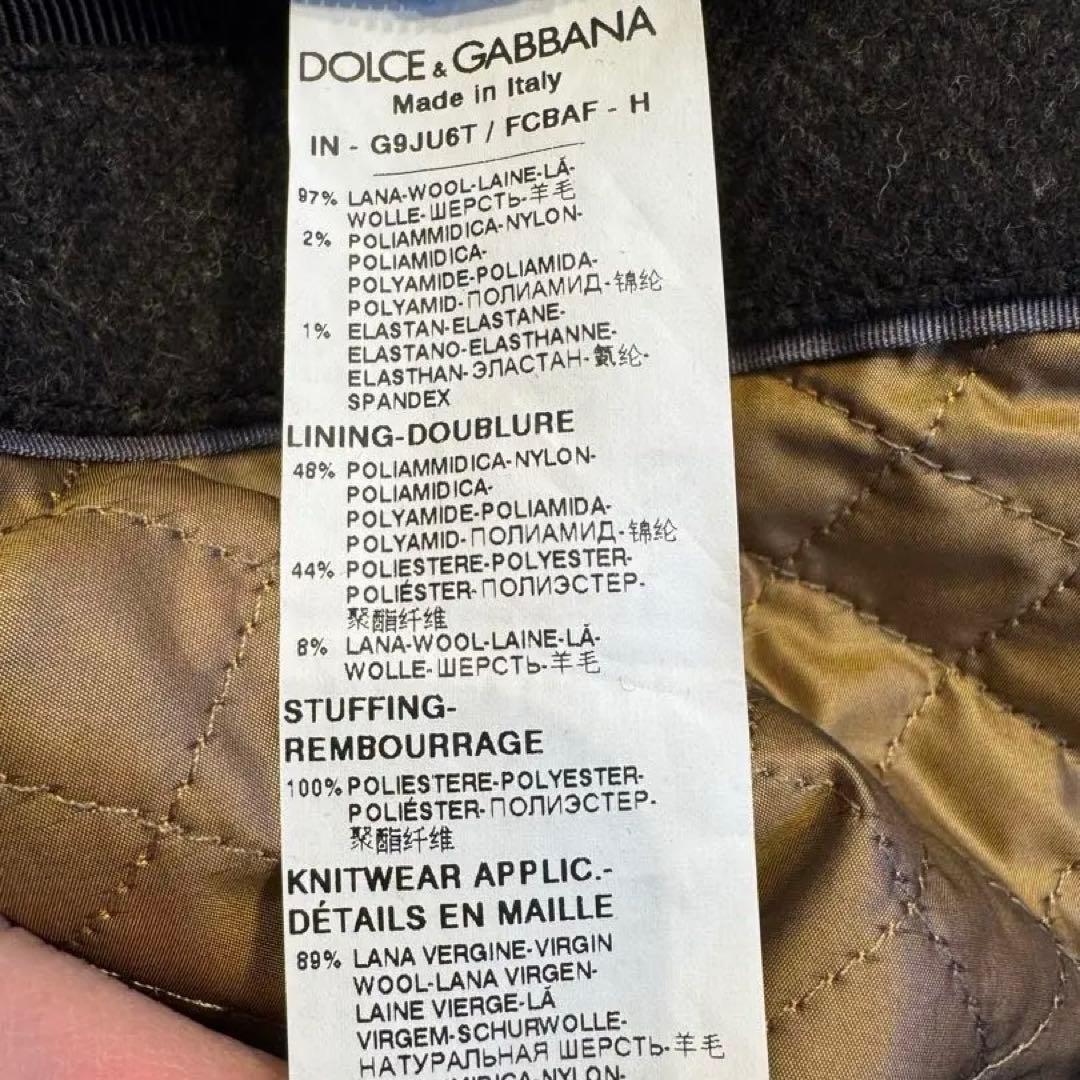 DOLCE & GABBANA
Made in Italy
IN - G9JU6T / FCBAF - H
97% LANA-WOOL-LAINE-LÃ-
WOLLE-ШЕРСТЬ-羊毛
2% POLIAMMIDICA-NYLON-
POLIAMIDICA-
POLYAMIDE-POLIAMIDA-
POLYAMID-ПОЛИАМИД-锦纶
1% ELASTAN-ELASTANE-
ELASTANO-ELASTHANNE-
ELASTHAN-ЭЛАСТАН-氨纶-
SPANDEX
LINING-DOUBLURE
48% POLIAMMIDICA-NYLON-
POLIAMIDICA-
POLYAMIDE-POLIAMIDA-
POLYAMID-ПОЛИАМИД-锦纶
44% POLIESTERE-POLYESTER-
POLIÉSTER-ПОЛИЭСТЕР-
聚酯纤维
8% LANA-WOOL-LAINE-LÃ-
WOLLE-ШЕРСТЬ-羊毛
STUFFING-
REMBOURRAGE
100% POLIESTERE-POLYESTER-
POLIÉSTER-ПОЛИЭСТЕР-
聚酯纤维
KNITWEAR APPLIC.-
DÉTAILS EN MAILLE
89% LANA VERGINE-VIRGIN
WOOL-LANA VIRGEN-
LAINE VIERGE-LÃ
VIRGEM-SCHURWOLLE-
НАТУРАЛЬНАЯ ШЕРСТЬ-羊毛
NYLON-